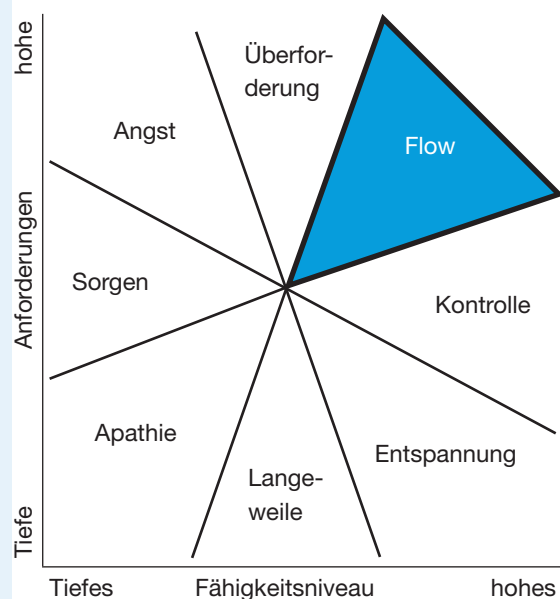 hohe
Anforderungen
Tiefe
Überfor-
derung
Angst
Flow
Sorgen
Kontrolle
Apathie
Entspannung
Lange-
weile
Tiefes Fähigkeitsniveau hohes